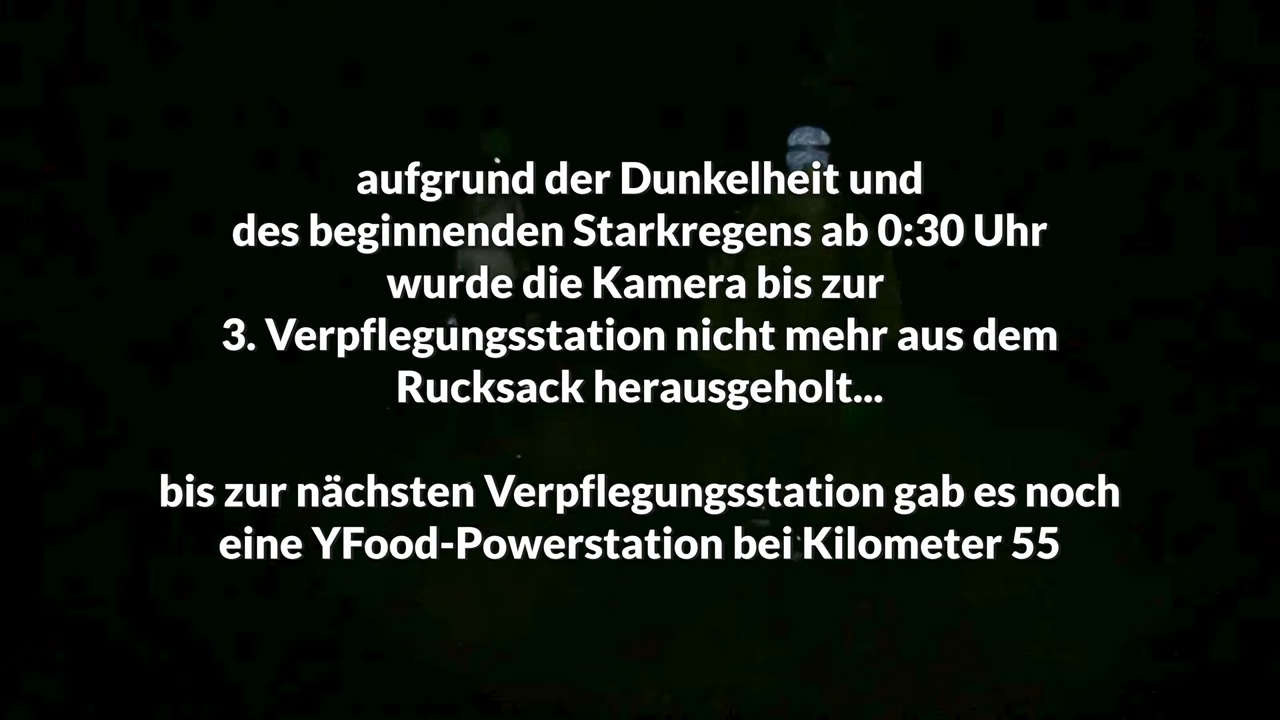 aufgrund der Dunkelheit und
des beginnenden Starkregens ab 0:30 Uhr
wurde die Kamera bis zur
3. Verpflegungsstation nicht mehr aus dem
Rucksack herausgeholt...
bis zur nächsten Verpflegungsstation gab es noch
eine YFood-Powerstation bei Kilometer 55